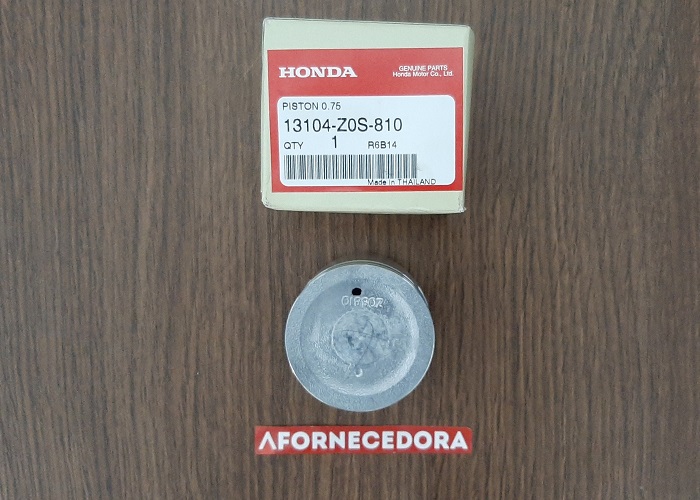 HONDA
GENUINE PARTS
Honda Motor Co., Ltd.
PISTON 0.75
13104-Z0S-810
QTY 1 R6B14
Made in THAILAND
AFORNECEDORA